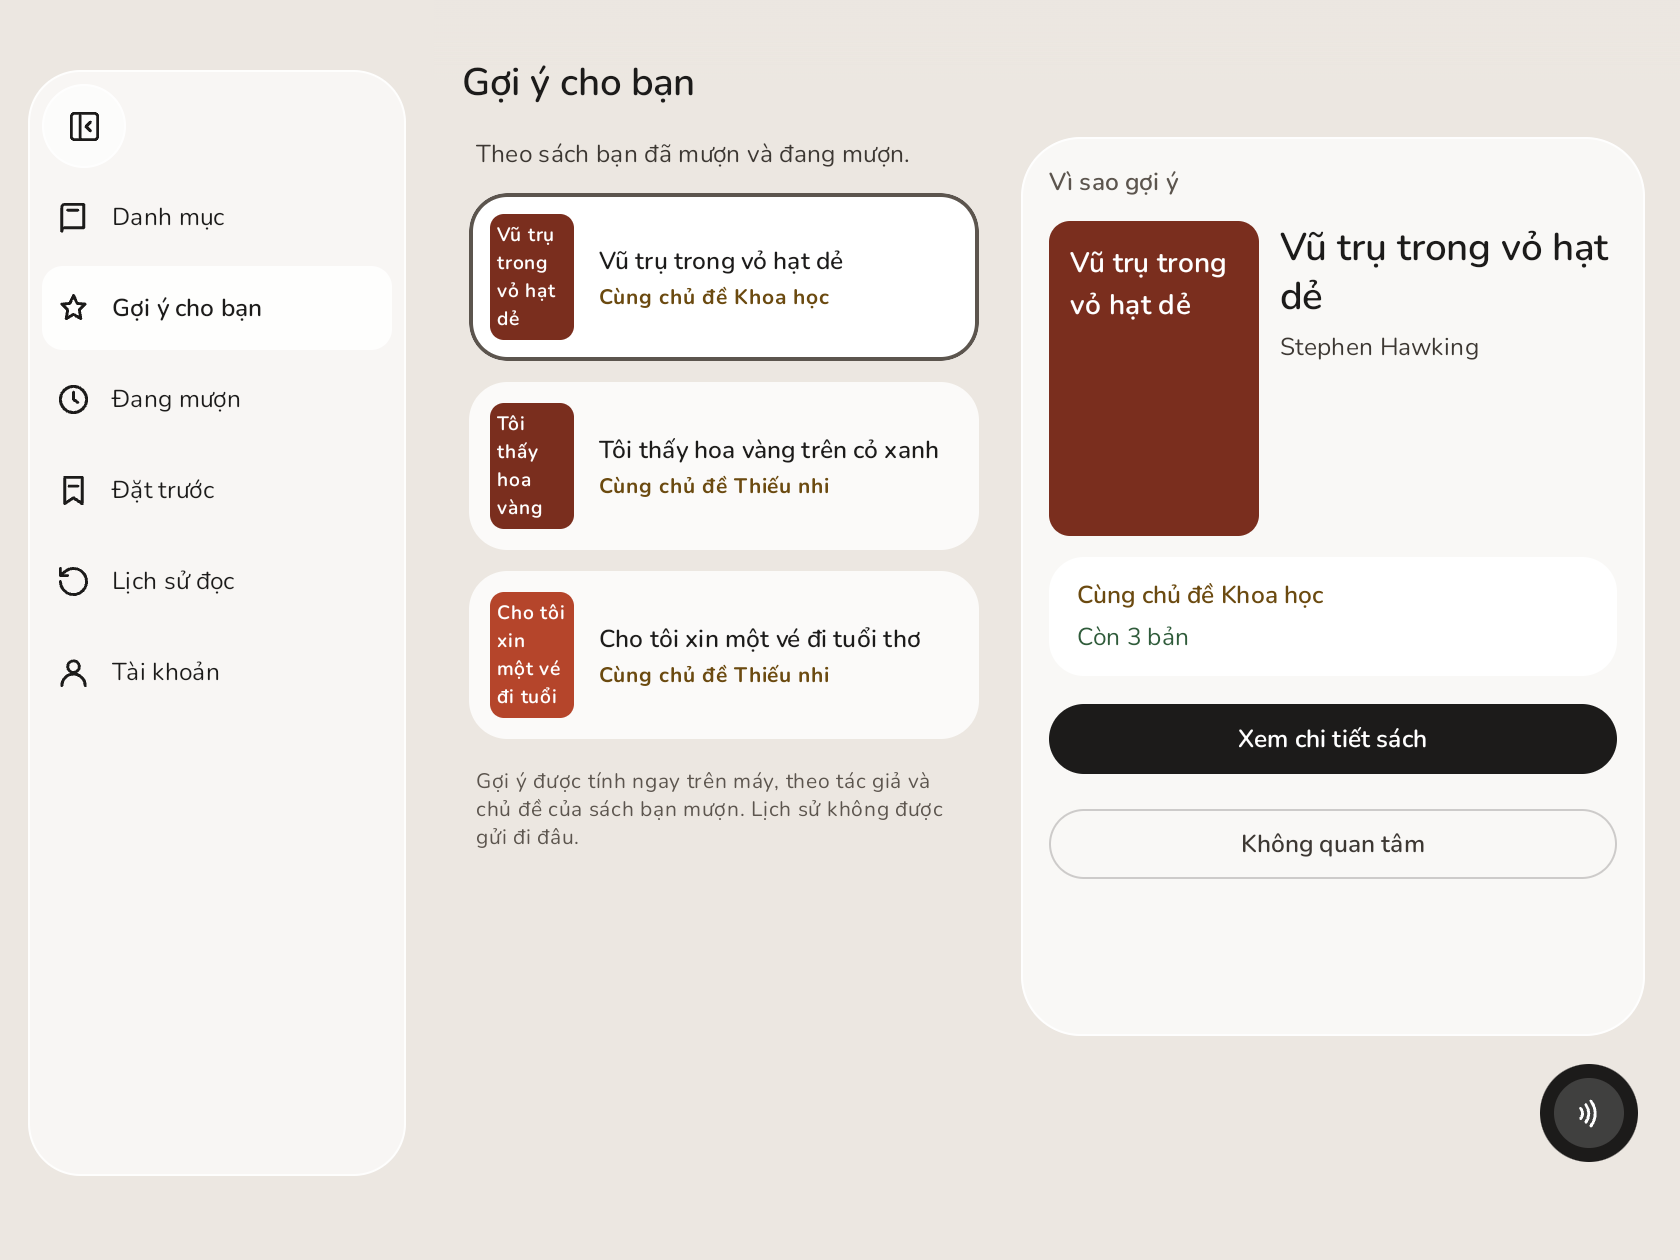 Danh mục
Gợi ý cho bạn
Đang mượn
Đặt trước
Lịch sử đọc
Tài khoản
Gợi ý cho bạn
Theo sách bạn đã mượn và đang mượn.
Vũ trụ
trong
vỏ hạt
dẻ
Vũ trụ trong vỏ hạt dẻ
Cùng chủ đề Khoa học
Tôi
thấy
hoa
vàng
Tôi thấy hoa vàng trên cỏ xanh
Cùng chủ đề Thiếu nhi
Cho tôi
xin
một vé
đi tuổi
Cho tôi xin một vé đi tuổi thơ
Cùng chủ đề Thiếu nhi
Gợi ý được tính ngay trên máy, theo tác giả và
chủ đề của sách bạn mượn. Lịch sử không được
gửi đi đâu.
Vì sao gợi ý
Vũ trụ trong
vỏ hạt dẻ
Vũ trụ trong vỏ hạt
dẻ
Stephen Hawking
Cùng chủ đề Khoa học
Còn 3 bản
Xem chi tiết sách
Không quan tâm